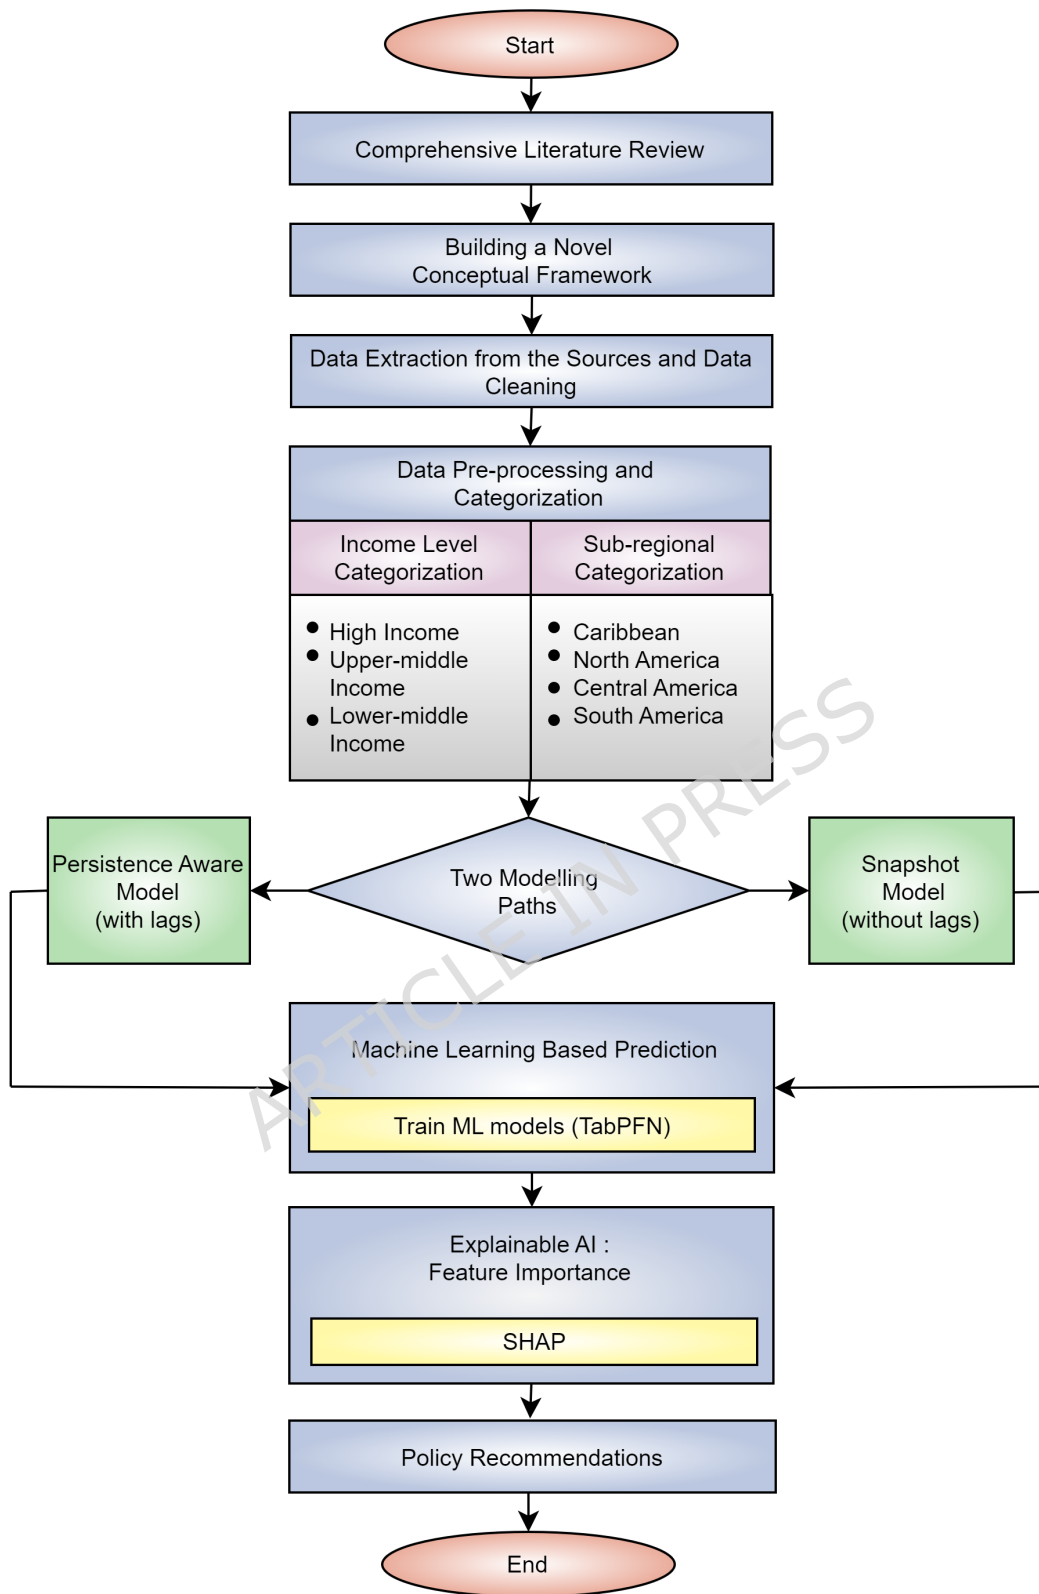 Start
Comprehensive Literature Review
Building a Novel
Conceptual Framework
Data Extraction from the Sources and Data
Cleaning
Data Pre-processing and
Categorization
Income Level
Categorization
Sub-regional
Categorization
● High Income
● Upper-middle
Income
● Lower-middle
Income
● Caribbean
● North America
● Central America
● South America
Persistence Aware
Model
(with lags)
Two Modelling
Paths
Snapshot
Model
(without lags)
Machine Learning Based Prediction
Train ML models (TabPFN)
Explainable AI :
Feature Importance
SHAP
Policy Recommendations
End
ARTICLE IN PRESS